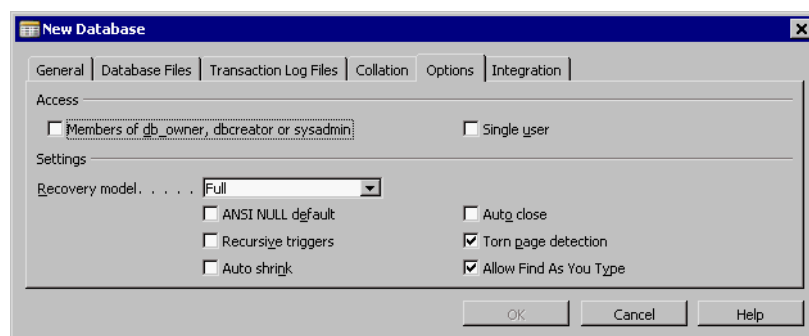 New Database
General Database Files Transaction Log Files Collation Options Integration
Access
Members of db_owner, dbcreator or sysadmin Single user
Settings
Recovery model. . . . . Full
ANSI NULL default Auto close
Recursive triggers Torn page detection
Auto shrink Allow Find As You Type
OK Cancel Help